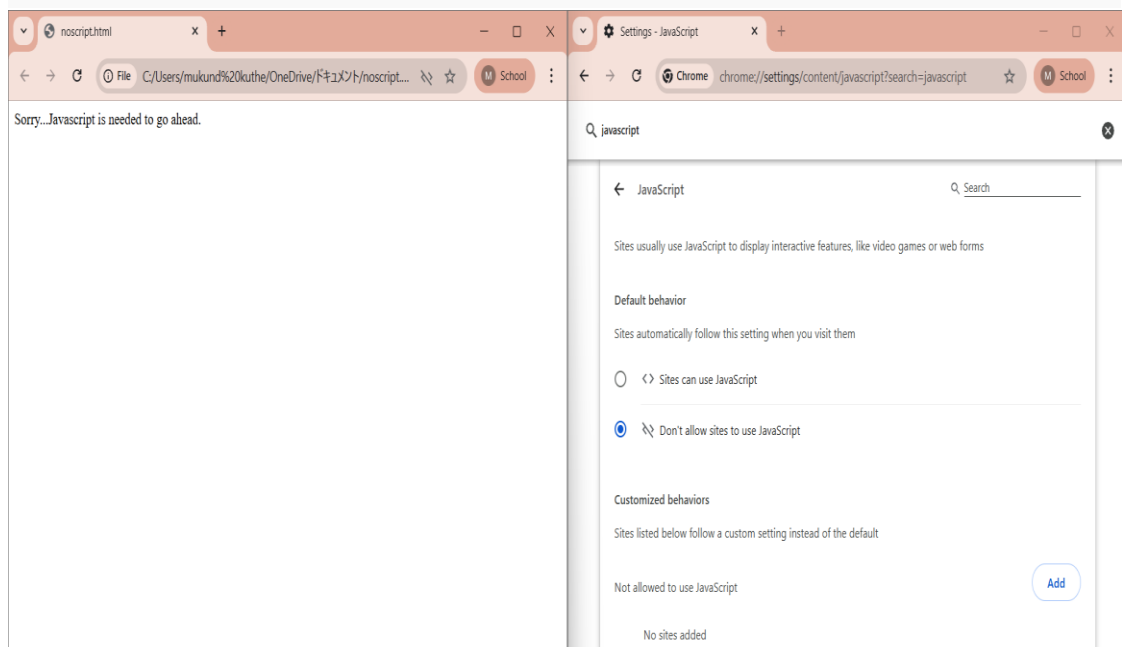 noscript.html
File C:/Users/mukund%20kuthe/OneDrive/ドキュメント/noscript.... M School
Sorry...Javascript is needed to go ahead.
Settings - JavaScript
Chrome chrome://settings/content/javascript?search=javascript M School
javascript
JavaScript Search
Sites usually use JavaScript to display interactive features, like video games or web forms
Default behavior
Sites automatically follow this setting when you visit them
<> Sites can use JavaScript
Don't allow sites to use JavaScript
Customized behaviors
Sites listed below follow a custom setting instead of the default
Not allowed to use JavaScript Add
No sites added